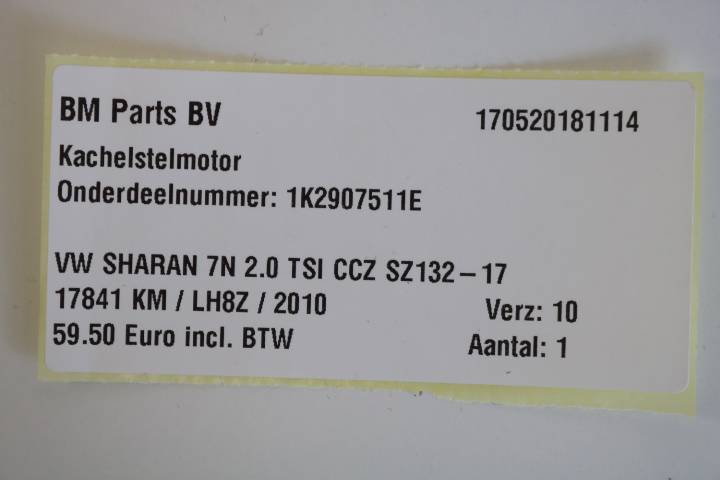 BM Parts BV 170520181114
Kachelstelmotor
Onderdeelnummer: 1K2907511E
VW SHARAN 7N 2.0 TSI CCZ SZ132 – 17
17841 KM / LH8Z / 2010 Verz: 10
59.50 Euro incl. BTW Aantal: 1